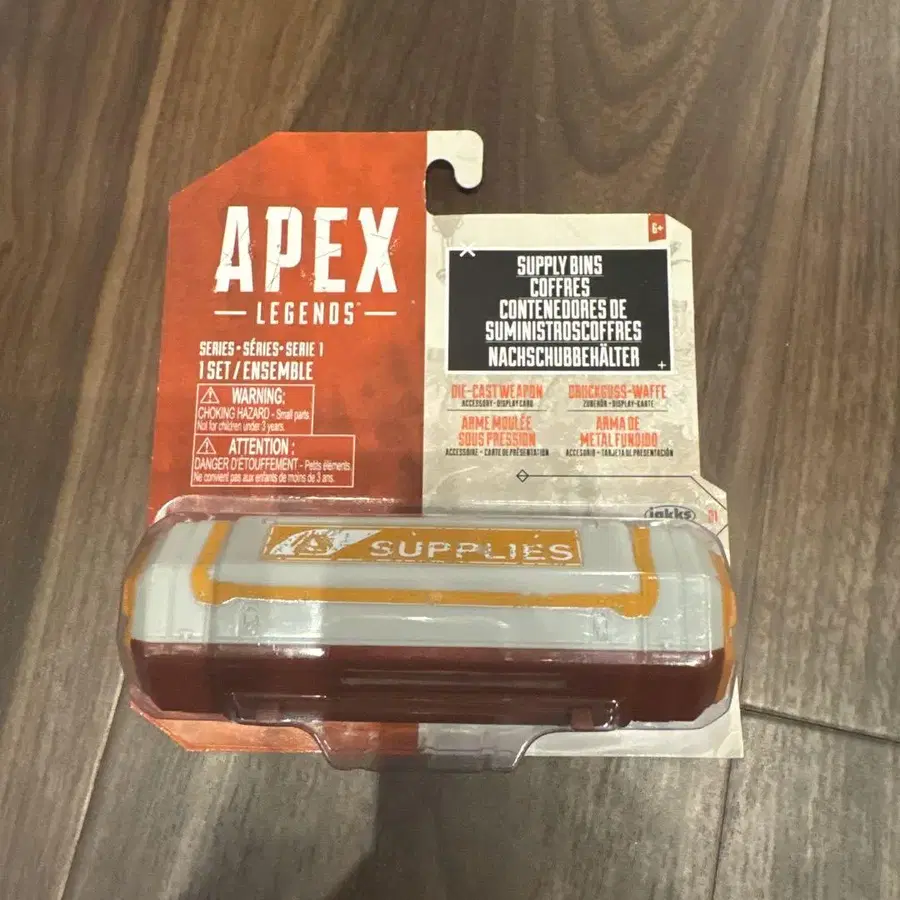 APEX
LEGENDS
SERIES • SÉRIES • SERIE 1
1 SET / ENSEMBLE
WARNING:
CHOKING HAZARD - Small parts.
Not for children under 3 years.
ATTENTION :
DANGER D'ÉTOUFFEMENT - Petits éléments.
Ne convient pas aux enfants de moins de 3 ans.
6+
SUPPLY BINS
COFFRES
CONTENEDORES DE
SUMINISTROSCOFFRES
NACHSCHUBBEHÄLTER
DIE-CAST WEAPON
ACCESSORY • DISPLAY CARD
DRUCKGUSS-WAFFE
ZUBEHÖR • DISPLAY-KARTE
ARME MOULÉE
SOUS PRESSION
ACCESSOIRE • CARTE DE PRÉSENTATION
ARMA DE
METAL FUNDIDO
ACCESORIO • TARJETA DE PRESENTACIÓN
jakks
SUPPLIES